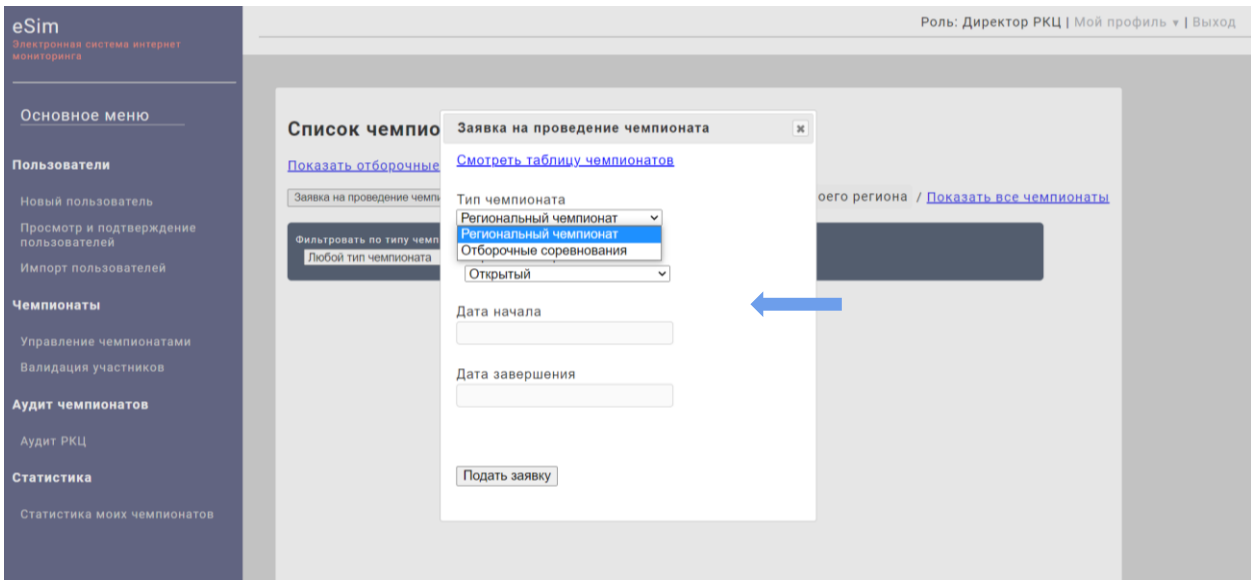 eSim
Электронная система интернет
мониторинга
Роль: Директор РКЦ | Мой профиль ▾ | Выход
Основное меню
Пользователи
Новый пользователь
Просмотр и подтверждение
пользователей
Импорт пользователей
Чемпионаты
Управление чемпионатами
Валидация участников
Аудит чемпионатов
Аудит РКЦ
Статистика
Статистика моих чемпионатов
Список чемпио
Показать отборочные
Заявка на проведение чемпи
оего региона / Показать все чемпионаты
Фильтровать по типу чемп
Любой тип чемпионата
Заявка на проведение чемпионата
Смотреть таблицу чемпионатов
Тип чемпионата
Региональный чемпионат
Региональный чемпионат
Отборочные соревнования
Открытый
Дата начала
Дата завершения
Подать заявку